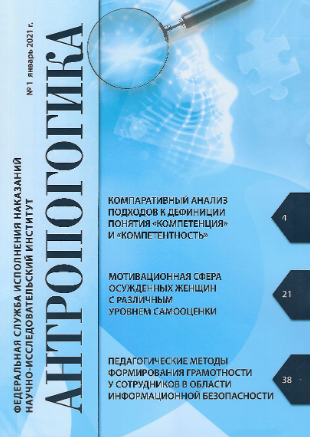 № 1 январь 2021 г.
ФЕДЕРАЛЬНАЯ СЛУЖБА ИСПОЛНЕНИЯ НАКАЗАНИЙ
НАУЧНО-ИССЛЕДОВАТЕЛЬСКИЙ ИНСТИТУТ
АНТРОПОГОГИКА
КОМПАРАТИВНЫЙ АНАЛИЗ
ПОДХОДОВ К ДЕФИНИЦИИ
ПОНЯТИЯ «КОМПЕТЕНЦИЯ»
И «КОМПЕТЕНТНОСТЬ»
4
МОТИВАЦИОННАЯ СФЕРА
ОСУЖДЕННЫХ ЖЕНЩИН
С РАЗЛИЧНЫМ
УРОВНЕМ САМООЦЕНКИ
21
ПЕДАГОГИЧЕСКИЕ МЕТОДЫ
ФОРМИРОВАНИЯ ГРАМОТНОСТИ
У СОТРУДНИКОВ В ОБЛАСТИ
ИНФОРМАЦИОННОЙ БЕЗОПАСНОСТИ
38